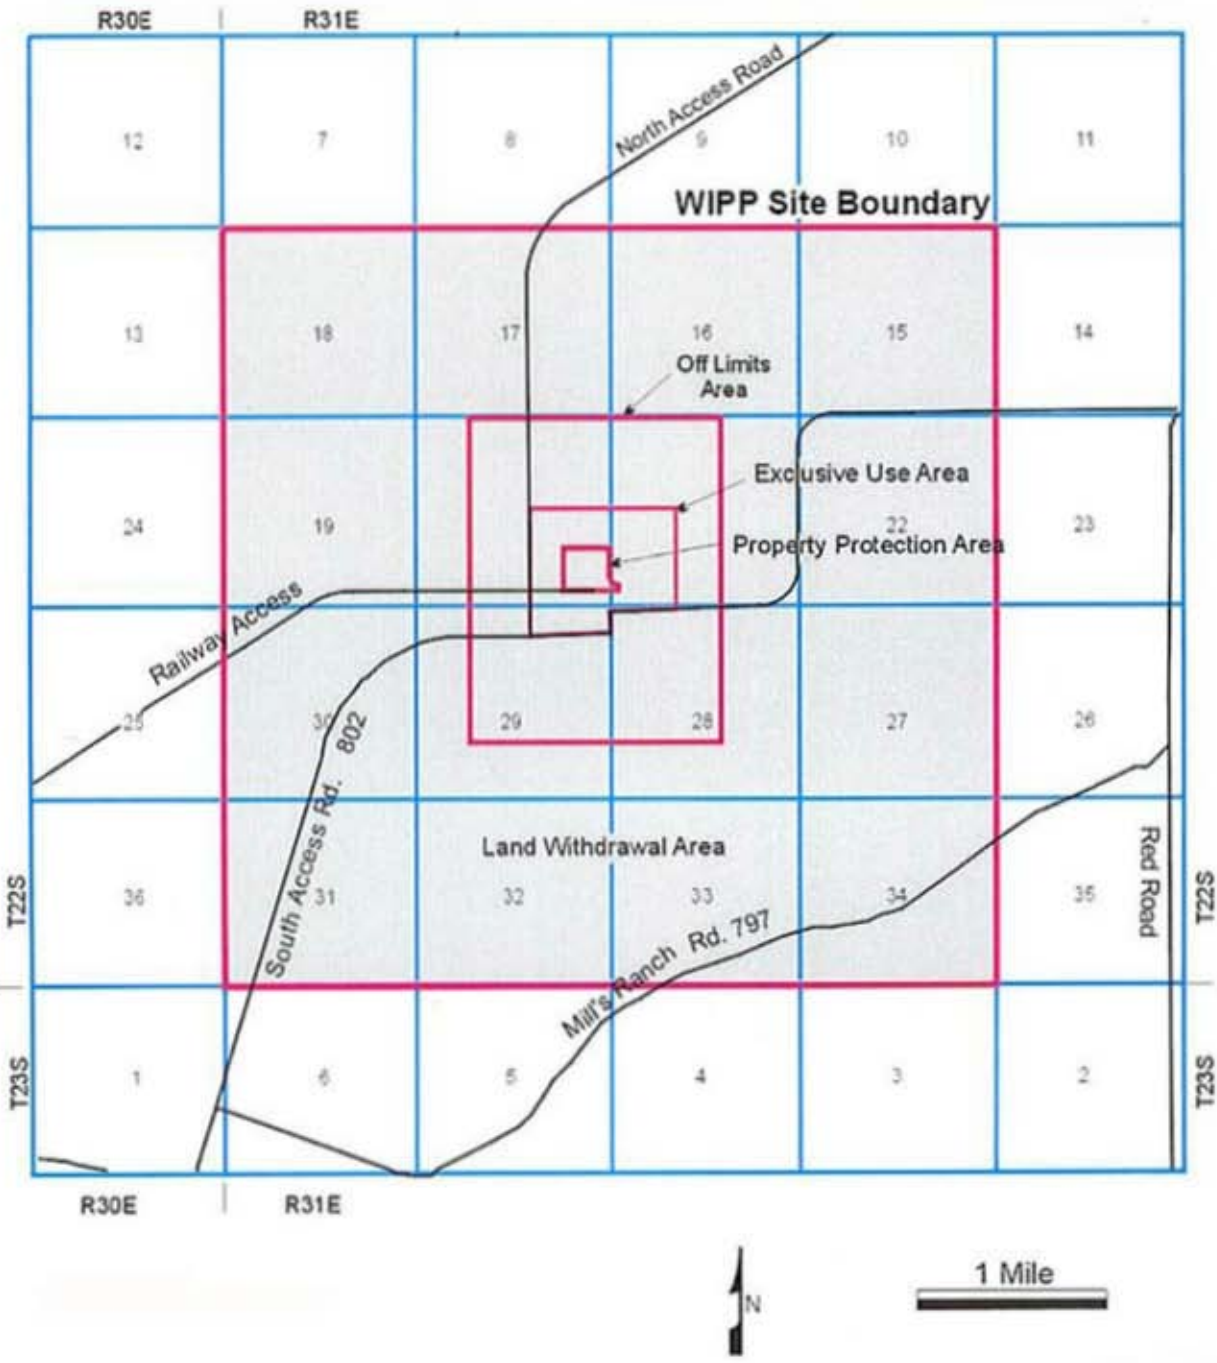 R30E R31E
North Access Road
12 7 8 9 10 11
WIPP Site Boundary
13 18 17 16 15 14
Off Limits
Area
Exclusive Use Area
24 19 22 23
Property Protection Area
Railway Access
25 30 29 28 27 26
South Access Rd. 802
Land Withdrawal Area
T22S 36 31 32 33 34 35 T22S
Red Road
Mill's Ranch Rd. 797
T23S 1 6 5 4 3 2 T23S
R30E R31E
N
1 Mile